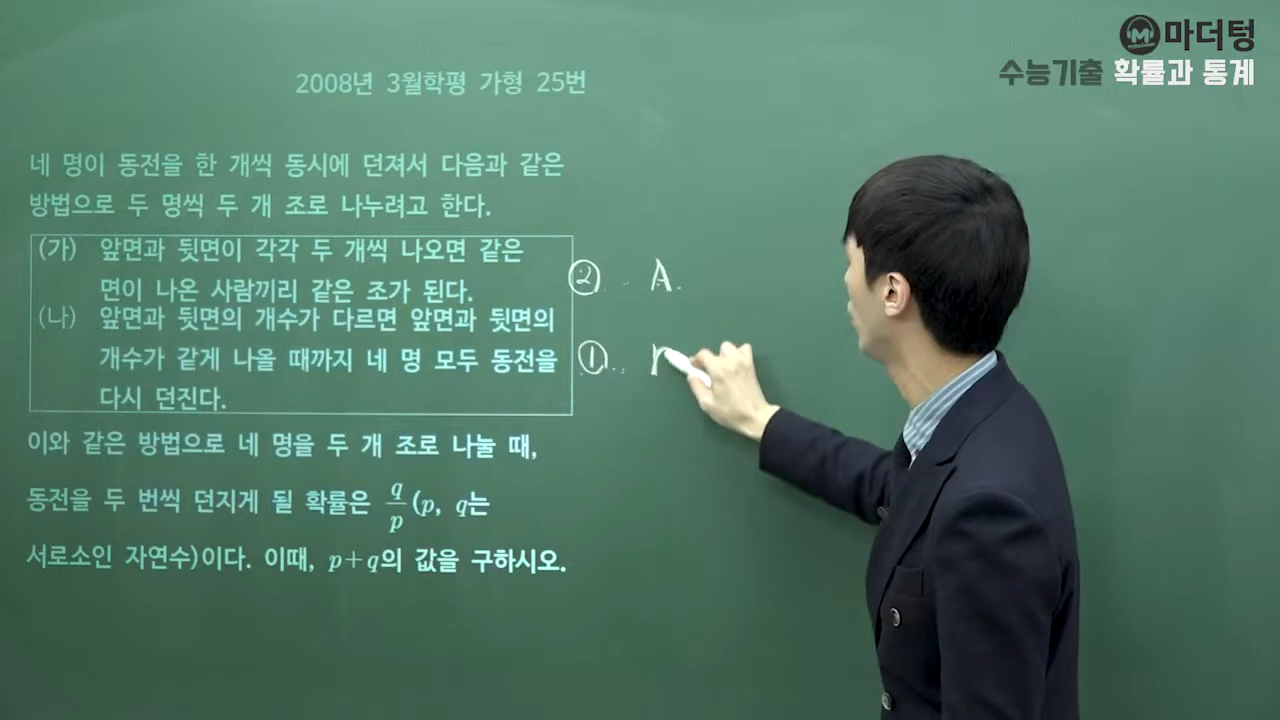 마더텅
수능기출 확률과 통계
2008년 3월학평 가형 25번
네 명이 동전을 한 개씩 동시에 던져서 다음과 같은
방법으로 두 명씩 두 개 조로 나누려고 한다.
(가) 앞면과 뒷면이 각각 두 개씩 나오면 같은
면이 나온 사람끼리 같은 조가 된다.
(나) 앞면과 뒷면의 개수가 다르면 앞면과 뒷면의
개수가 같게 나올 때까지 네 명 모두 동전을
다시 던진다.
② A
①
이와 같은 방법으로 네 명을 두 개 조로 나눌 때,
동전을 두 번씩 던지게 될 확률은 q/p (p, q는
서로소인 자연수)이다. 이때, p+q의 값을 구하시오.